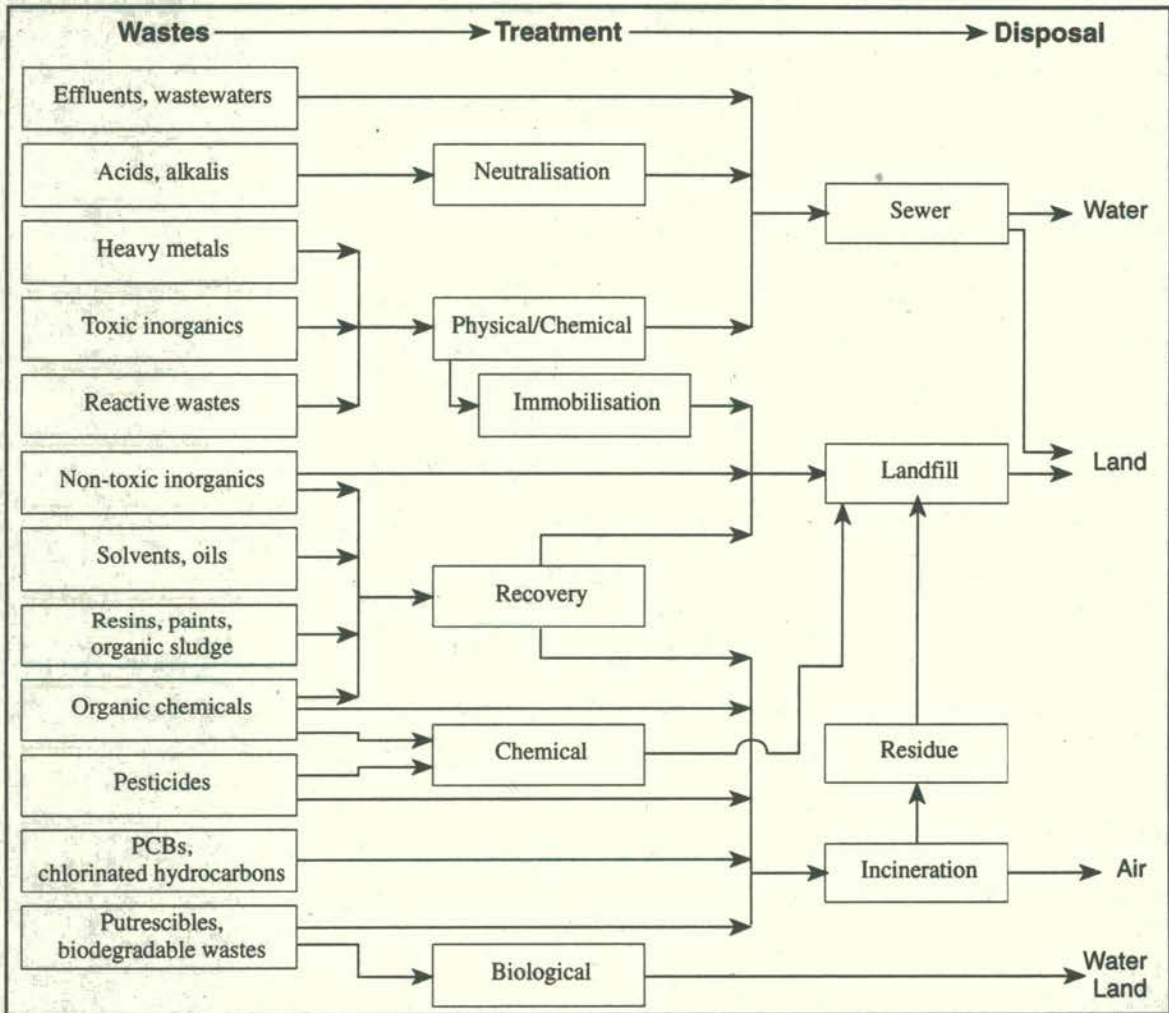 Wastes Treatment Disposal
Effluents, wastewaters
Acids, alkalis
Neutralisation
Sewer
Water
Heavy metals
Toxic inorganics
Physical/Chemical
Reactive wastes
Immobilisation
Non-toxic inorganics
Landfill
Land
Solvents, oils
Recovery
Resins, paints,
organic sludge
Organic chemicals
Chemical
Residue
Pesticides
PCBs,
chlorinated hydrocarbons
Incineration
Air
Putrescibles,
biodegradable wastes
Biological
Water
Land